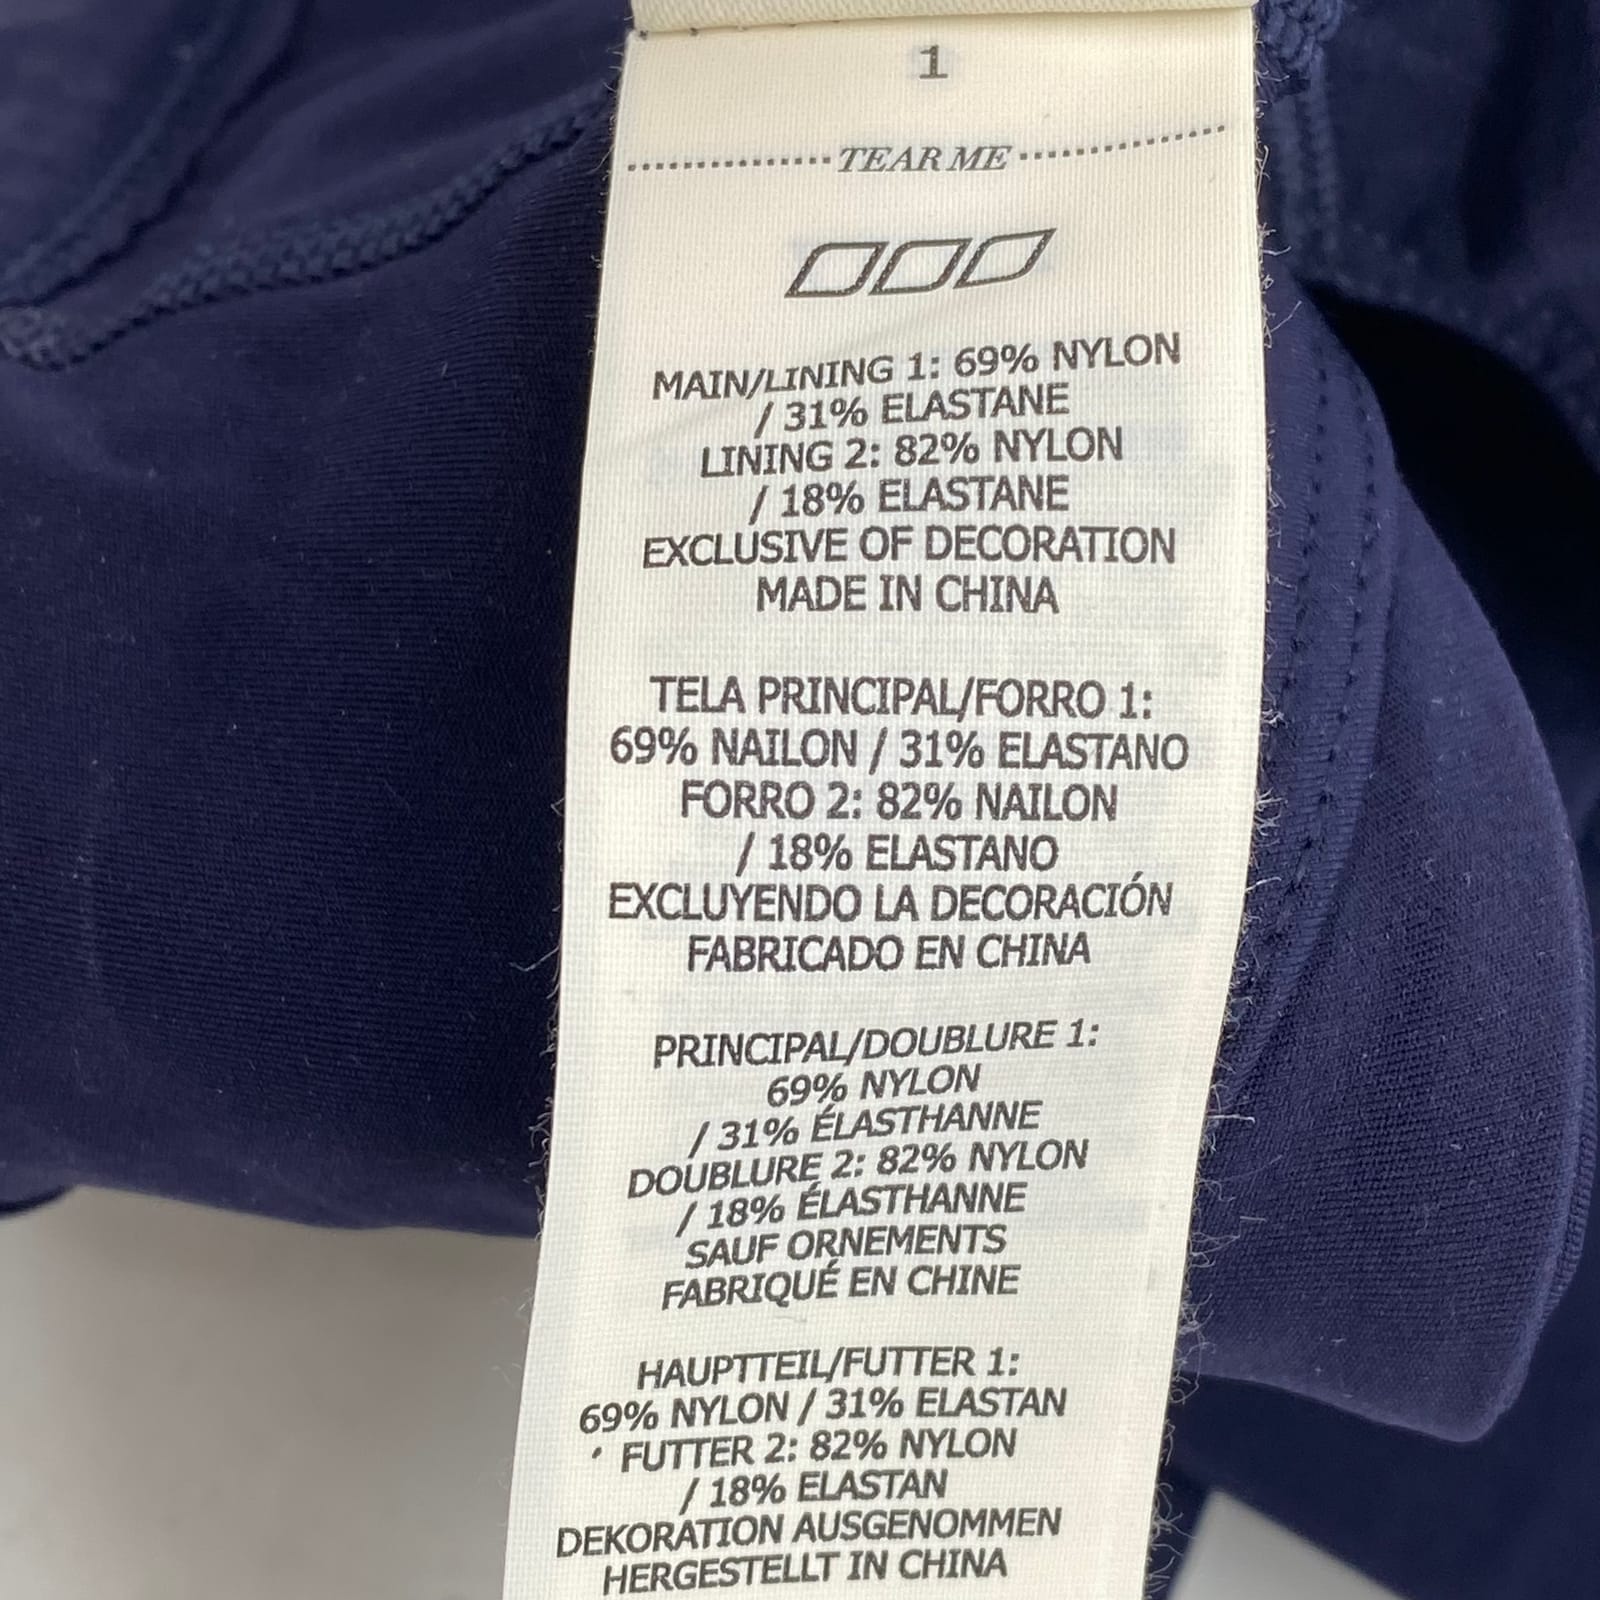 1
TEAR ME
MAIN/LINING 1: 69% NYLON
/ 31% ELASTANE
LINING 2: 82% NYLON
/ 18% ELASTANE
EXCLUSIVE OF DECORATION
MADE IN CHINA
TELA PRINCIPAL/FORRO 1:
69% NAILON / 31% ELASTANO
FORRO 2: 82% NAILON
/ 18% ELASTANO
EXCLUYENDO LA DECORACIÓN
FABRICADO EN CHINA
PRINCIPAL/DOUBLURE 1:
69% NYLON
/ 31% ÉLASTHANNE
DOUBLURE 2: 82% NYLON
/ 18% ÉLASTHANNE
SAUF ORNEMENTS
FABRIQUÉ EN CHINE
HAUPTTEIL/FUTTER 1:
69% NYLON / 31% ELASTAN
FUTTER 2: 82% NYLON
/ 18% ELASTAN
DEKORATION AUSGENOMMEN
HERGESTELLT IN CHINA